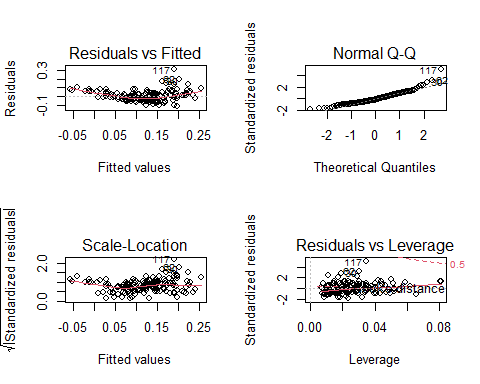 Residuals vs Fitted
Residuals
0.3
-0.1
117
-0.05
0.05
0.15
0.25
Fitted values
Normal Q-Q
Standardized residuals
2
-2
117
-2
-1
0
1
2
Theoretical Quantiles
Scale-Location
√|Standardized residuals|
2.0
0.0
117
-0.05
0.05
0.15
0.25
Fitted values
Residuals vs Leverage
Standardized residuals
2
-2
117
0.5
distance
0.00
0.04
0.08
Leverage